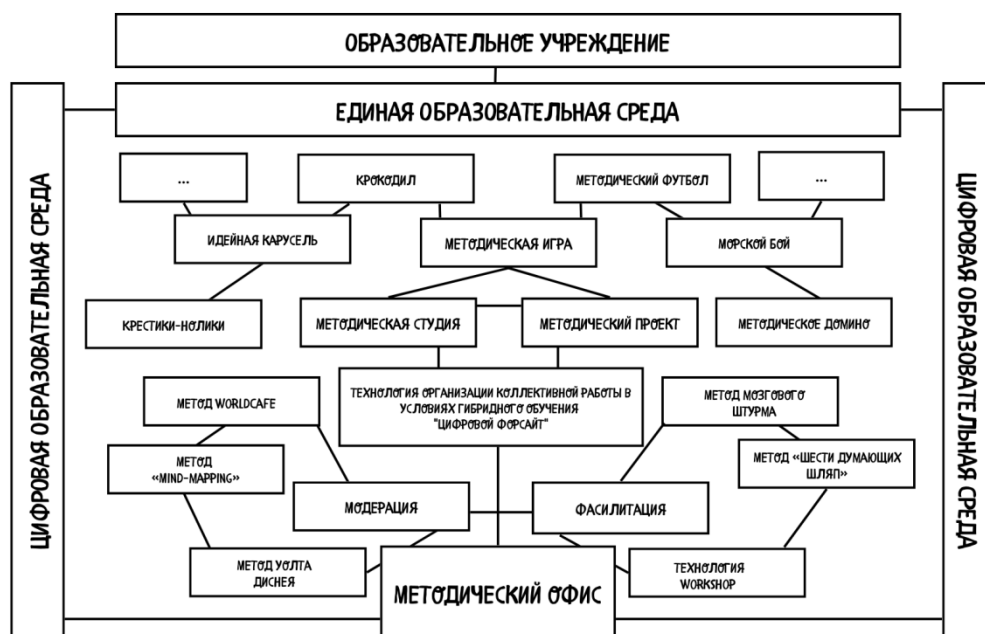 ОБРАЗОВАТЕЛЬНОЕ УЧРЕЖДЕНИЕ
ЕДИНАЯ ОБРАЗОВАТЕЛЬНАЯ СРЕДА
ЦИФРОВАЯ ОБРАЗОВАТЕЛЬНАЯ СРЕДА
ЦИФРОВАЯ ОБРАЗОВАТЕЛЬНАЯ СРЕДА
...
КРОКОДИЛ
МЕТОДИЧЕСКИЙ ФУТБОЛ
...
ИДЕЙНАЯ КАРУСЕЛЬ
МЕТОДИЧЕСКАЯ ИГРА
МОРСКОЙ БОЙ
КРЕСТИКИ-НОЛИКИ
МЕТОДИЧЕСКАЯ СТУДИЯ
МЕТОДИЧЕСКИЙ ПРОЕКТ
МЕТОДИЧЕСКОЕ ДОМИНО
ТЕХНОЛОГИЯ ОРГАНИЗАЦИИ КОЛЛЕКТИВНОЙ РАБОТЫ В
УСЛОВИЯХ ГИБРИДНОГО ОБУЧЕНИЯ
"ЦИФРОВОЙ ФОРСАЙТ"
МЕТОД WORLDCAFE
МЕТОД МОЗГОВОГО
ШТУРМА
МЕТОД
«MIND-MAPPING»
МЕТОД «ШЕСТИ ДУМАЮЩИХ
ШЛЯП»
МОДЕРАЦИЯ
ФАСИЛИТАЦИЯ
МЕТОД УОЛТА
ДИСНЕЯ
ТЕХНОЛОГИЯ
WORKSHOP
МЕТОДИЧЕСКИЙ ОФИС